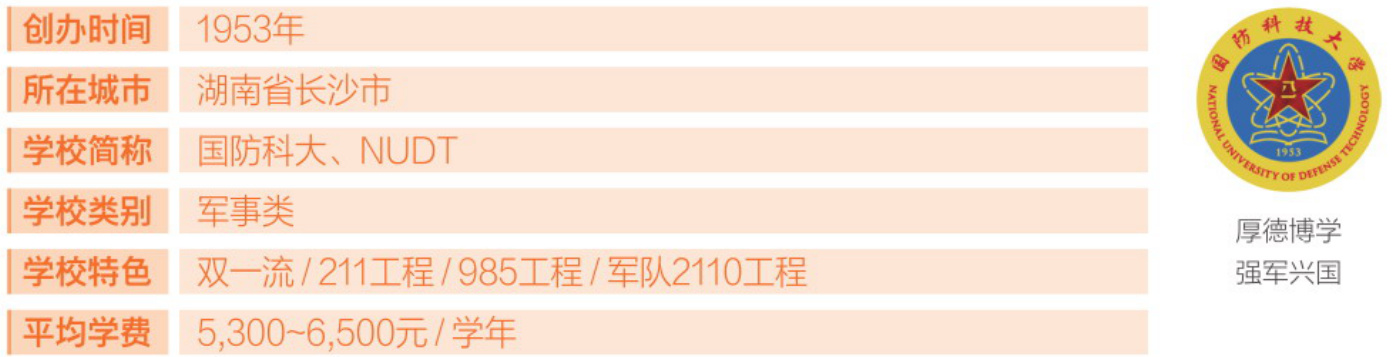 创办时间 1953年
所在城市 湖南省长沙市
学校简称 国防科大、NUDT
学校类别 军事类
学校特色 双一流 / 211工程 / 985工程 / 军队2110工程
平均学费 5,300~6,500元 / 学年
国防科技大学
NATIONAL UNIVERSITY OF DEFENSE TECHNOLOGY
八一
1953
厚德博学
强军兴国